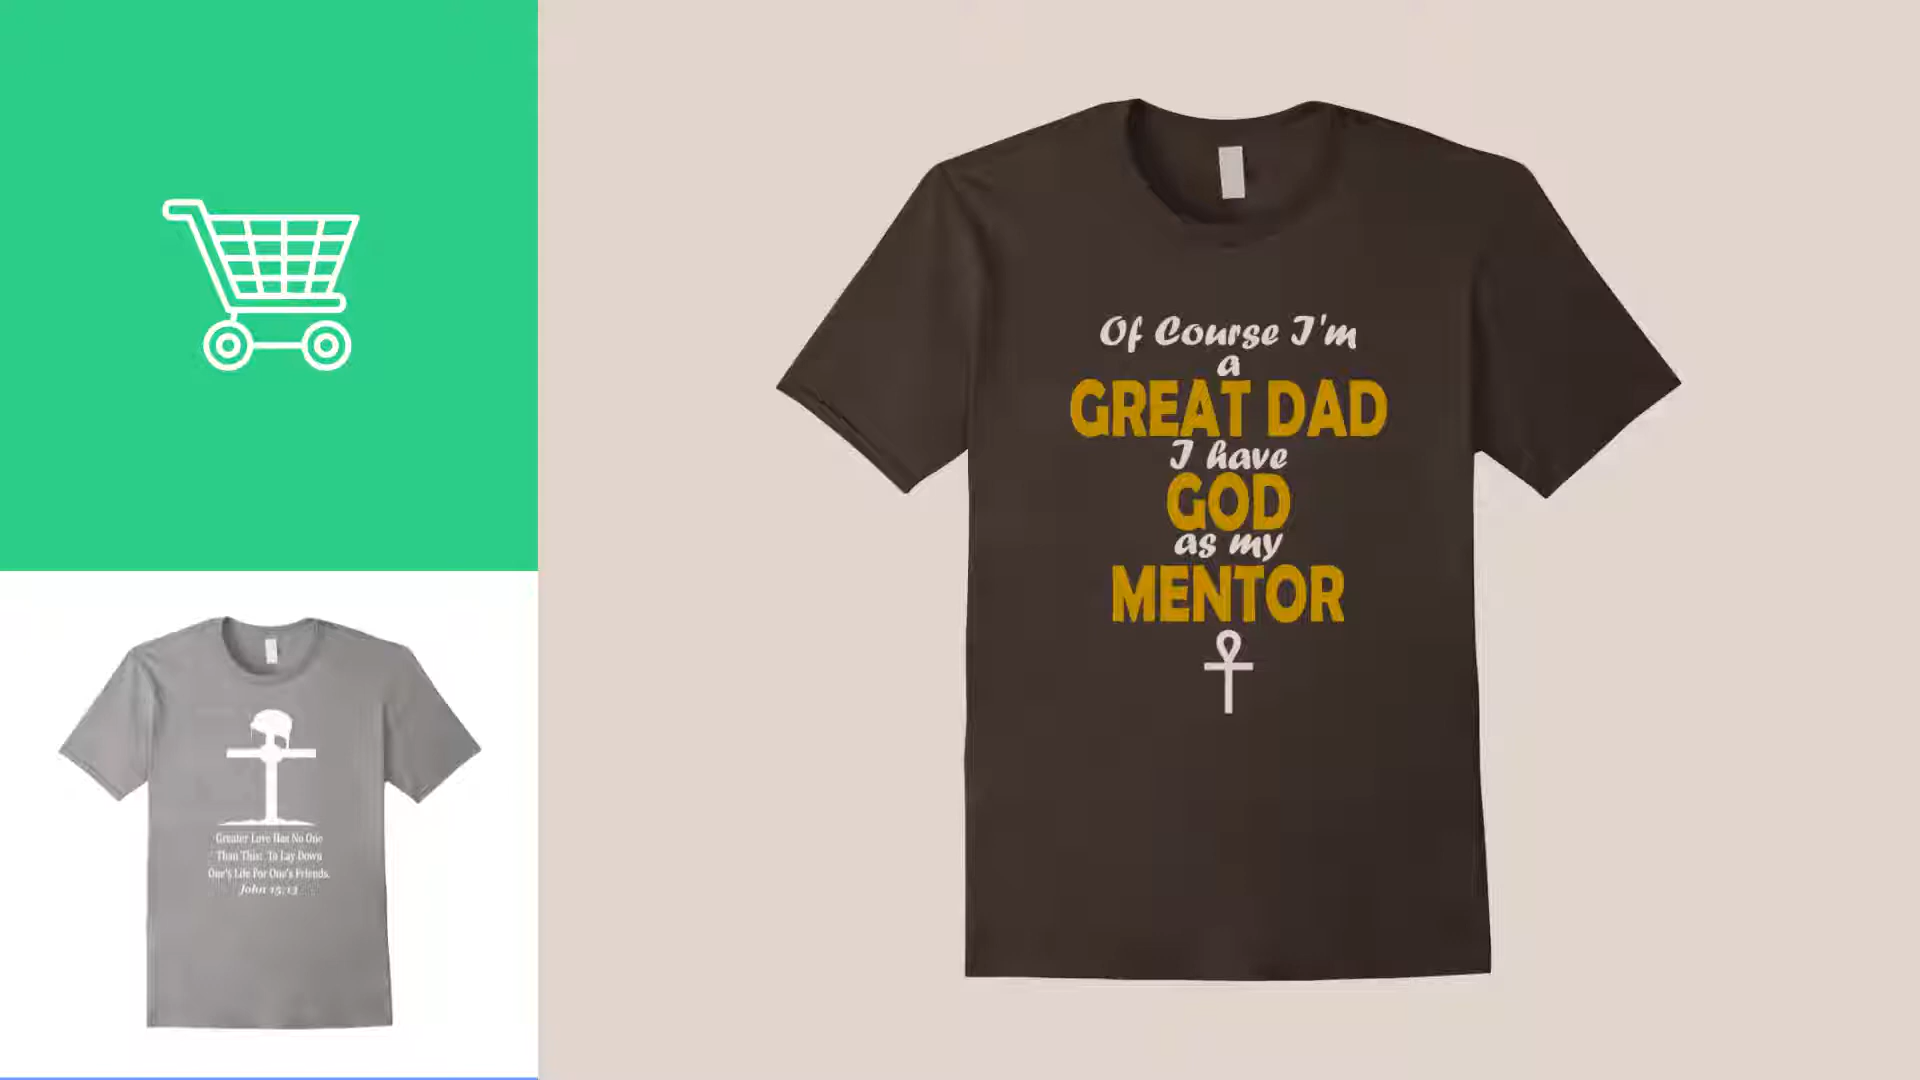 Of Course I'm
a
GREAT DAD
I have
GOD
as my
MENTOR
Greater Love Has No One
Than This: To Lay Down
One's Life For One's Friends.
John 15:13